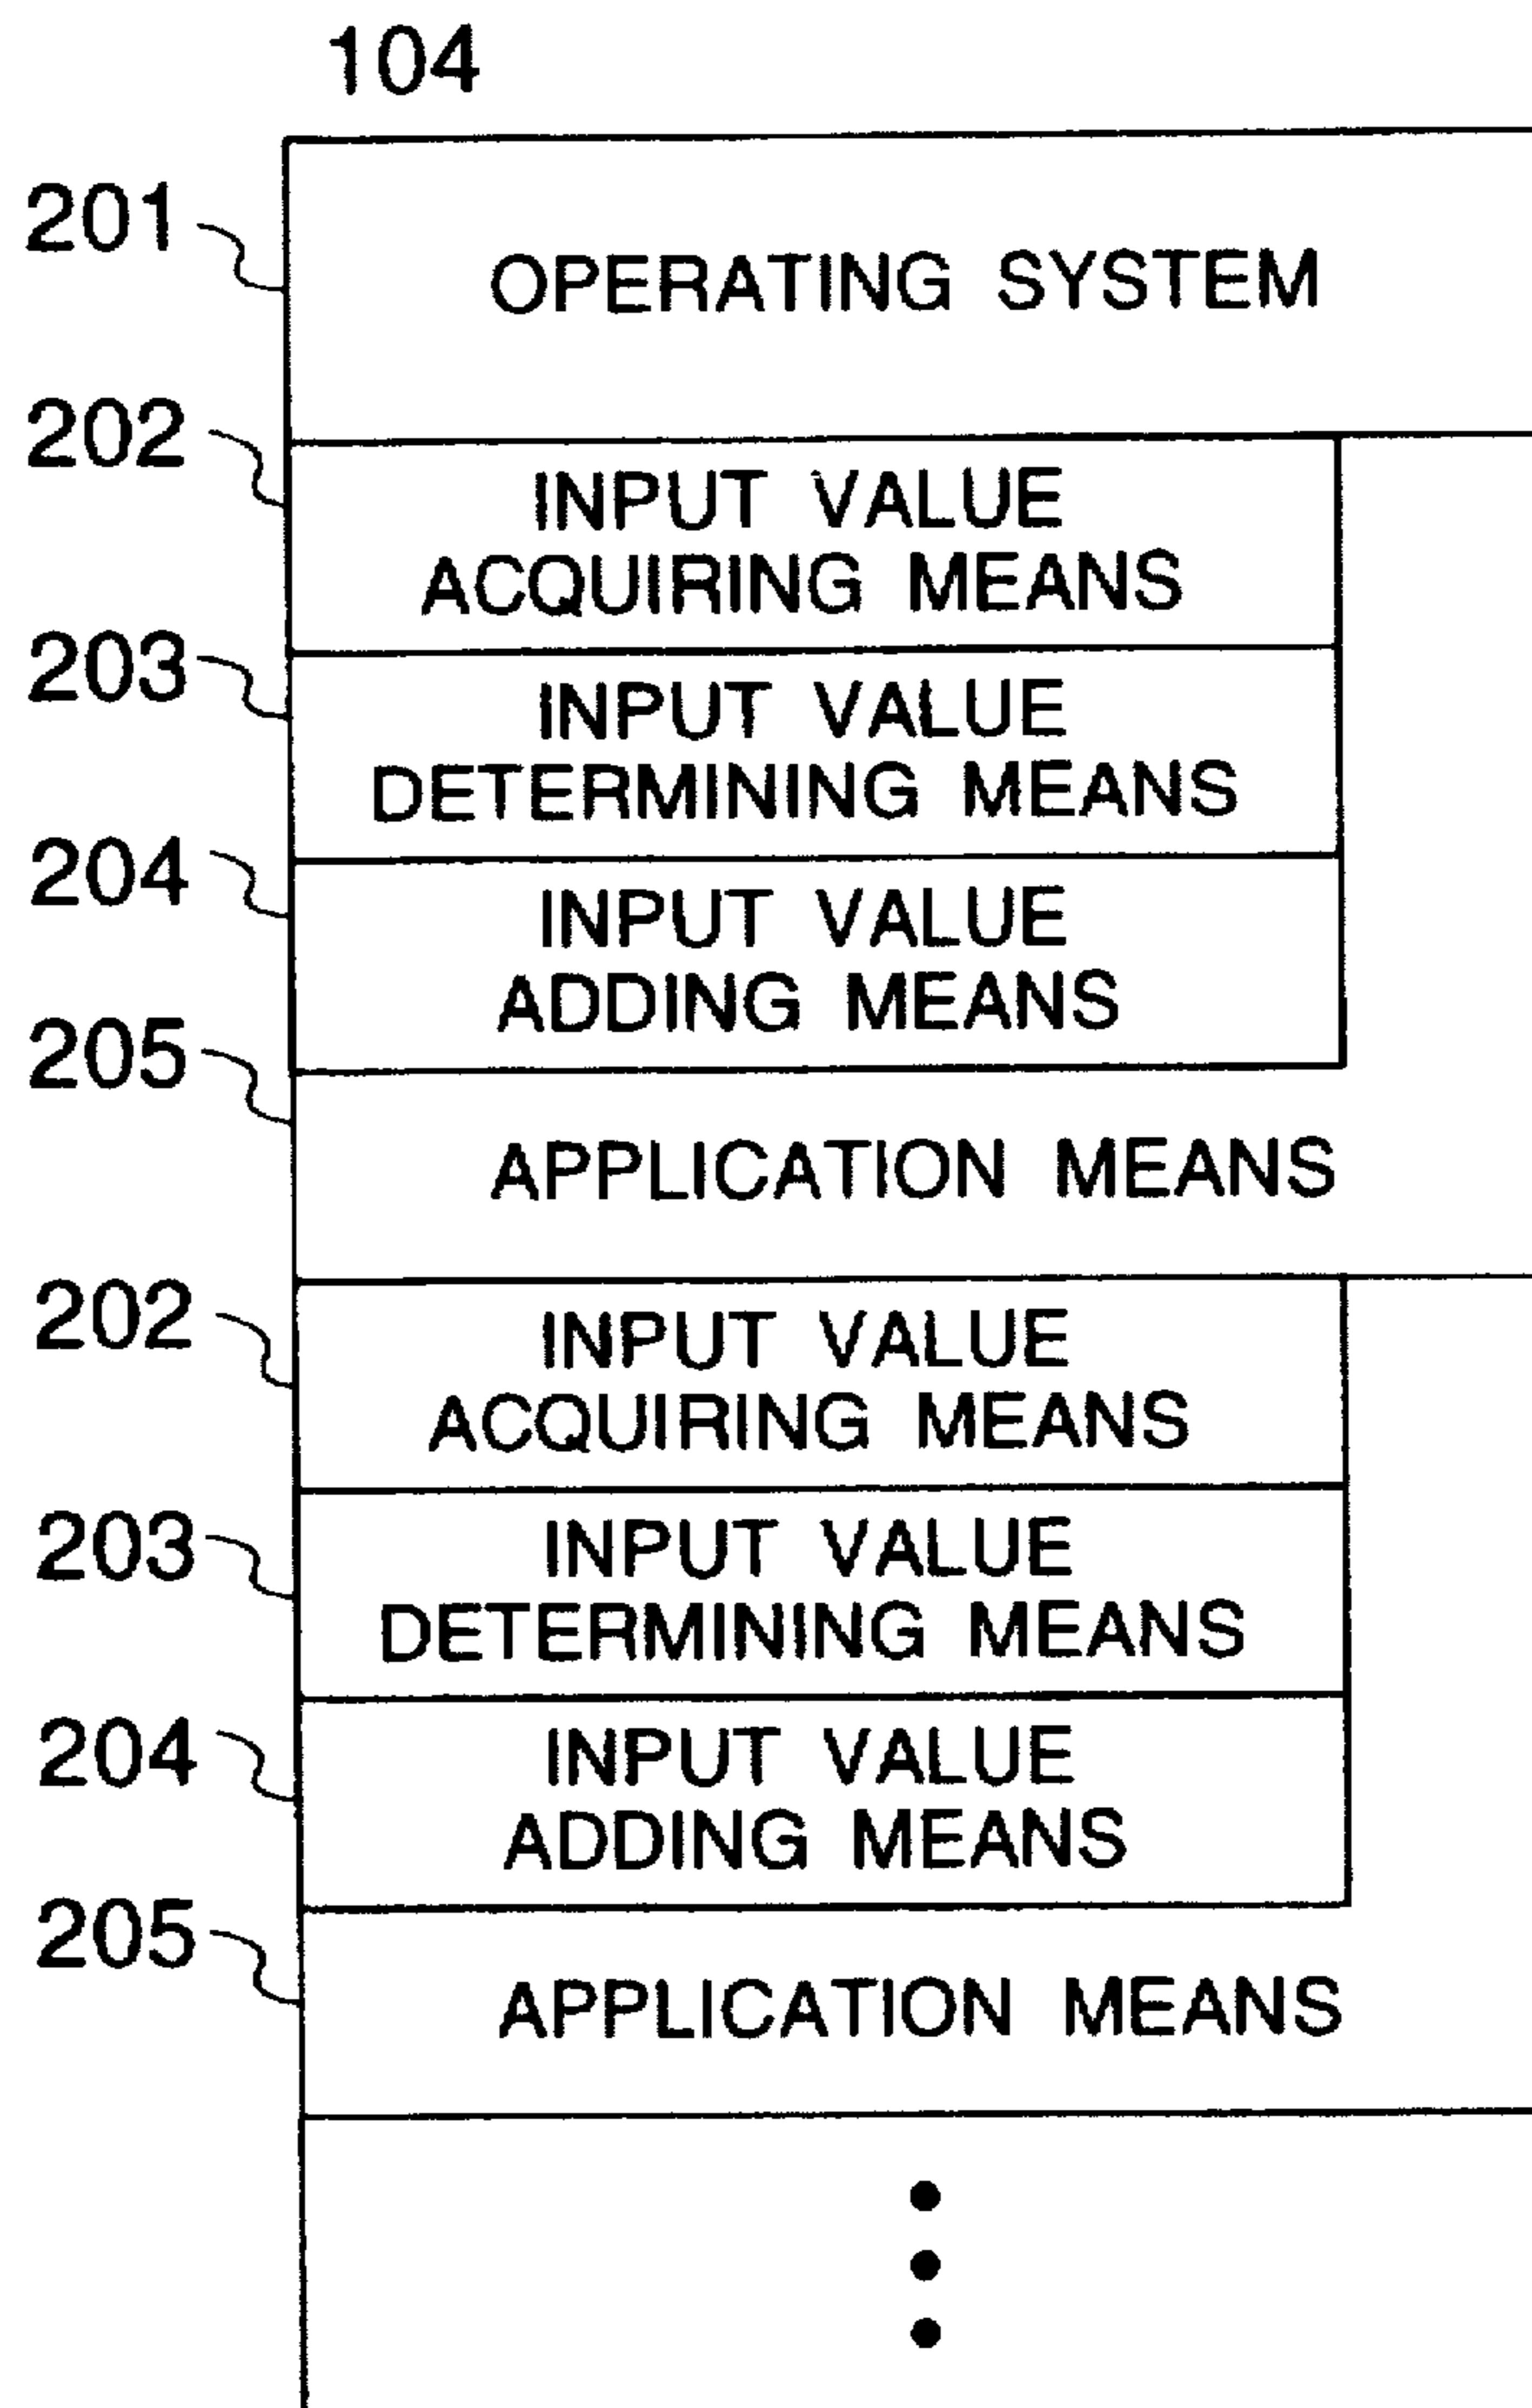 104
201
OPERATING SYSTEM
202
INPUT VALUE
ACQUIRING MEANS
203
INPUT VALUE
DETERMINING MEANS
204
INPUT VALUE
ADDING MEANS
205
APPLICATION MEANS
202
INPUT VALUE
ACQUIRING MEANS
203
INPUT VALUE
DETERMINING MEANS
204
INPUT VALUE
ADDING MEANS
205
APPLICATION MEANS